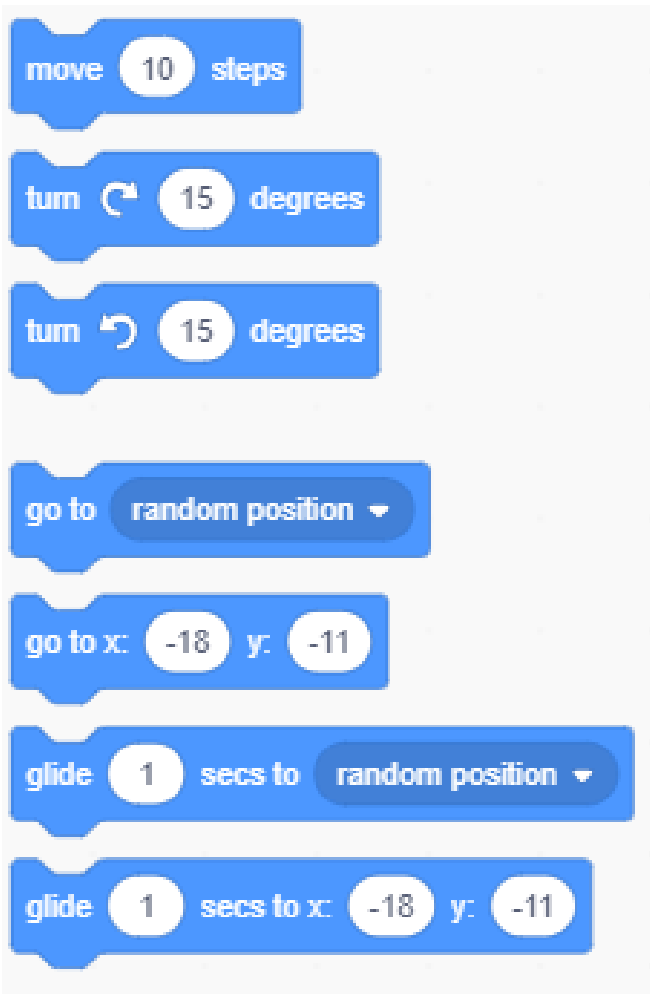 move 10 steps
turn 15 degrees
turn 15 degrees
go to random position
go to x: -18 y: -11
glide 1 secs to random position
glide 1 secs to x: -18 y: -11